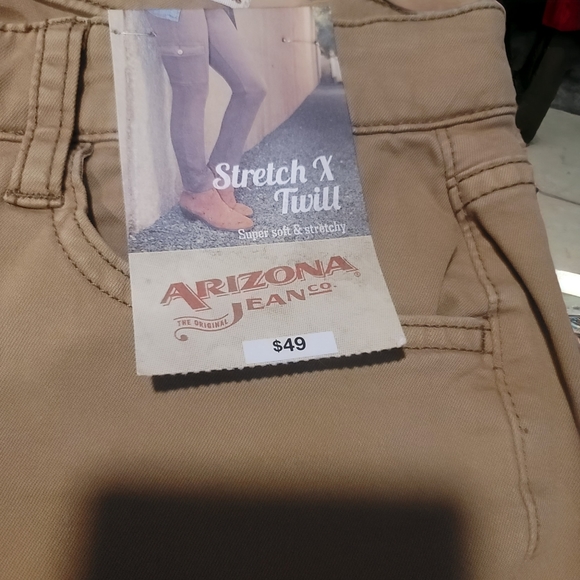 Stretch X
Twill
Super soft & stretchy
ARIZONA®
JEAN CO.
THE ORIGINAL
$49